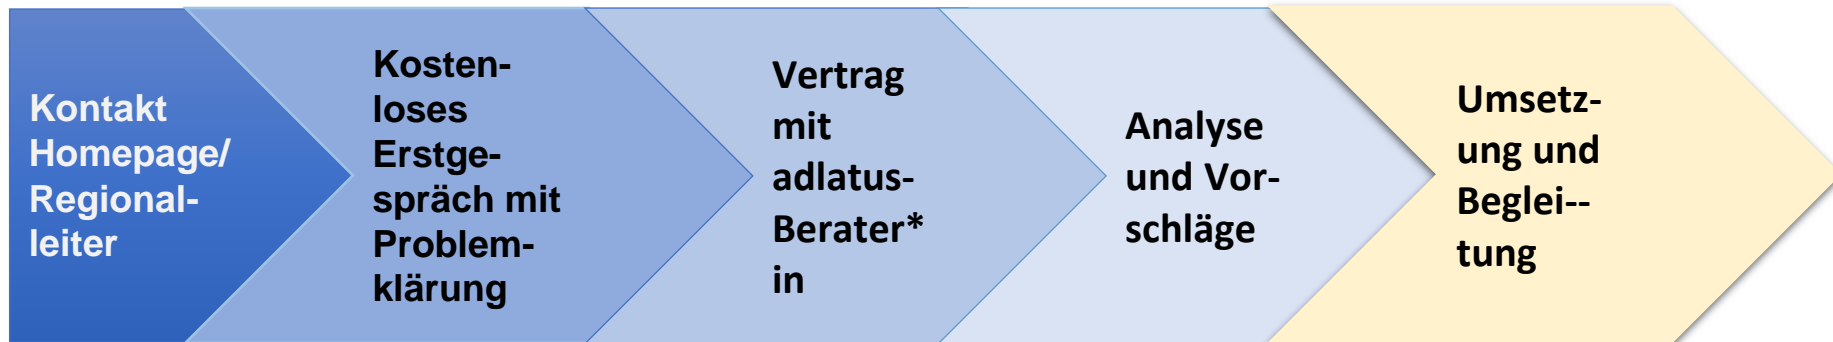 Kontakt
Homepage/
Regional-
leiter
Kosten-
loses
Erstge-
spräch mit
Problem-
klärung
Vertrag
mit
adlatus-
Berater*
in
Analyse
und Vor-
schläge
Umsetz-
ung und
Beglei--
tung